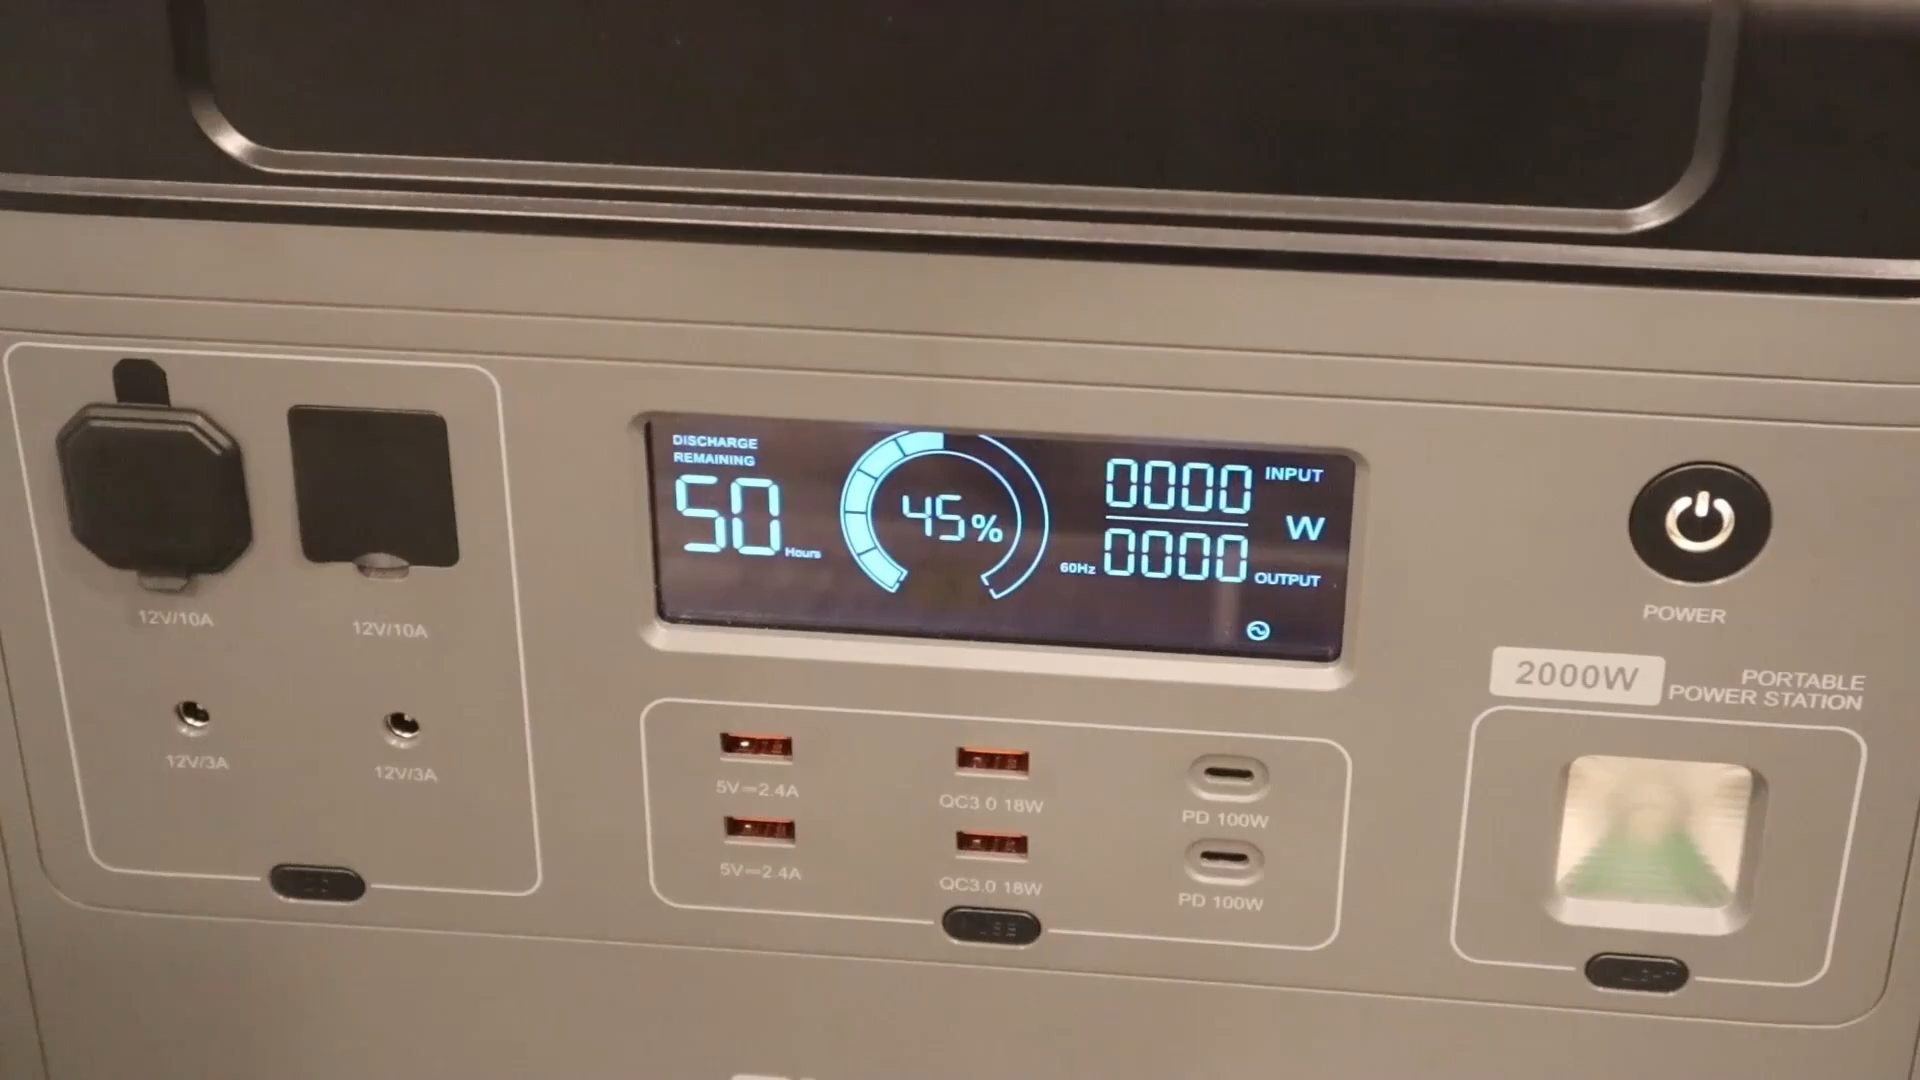 DISCHARGE
REMAINING
50 Hours
45%
0000 INPUT
W
60Hz 0000 OUTPUT
POWER
2000W
PORTABLE
POWER STATION
12V/10A
12V/10A
12V/3A
12V/3A
5V⎓2.4A
QC3.0 18W
PD 100W
5V⎓2.4A
QC3.0 18W
PD 100W
USB